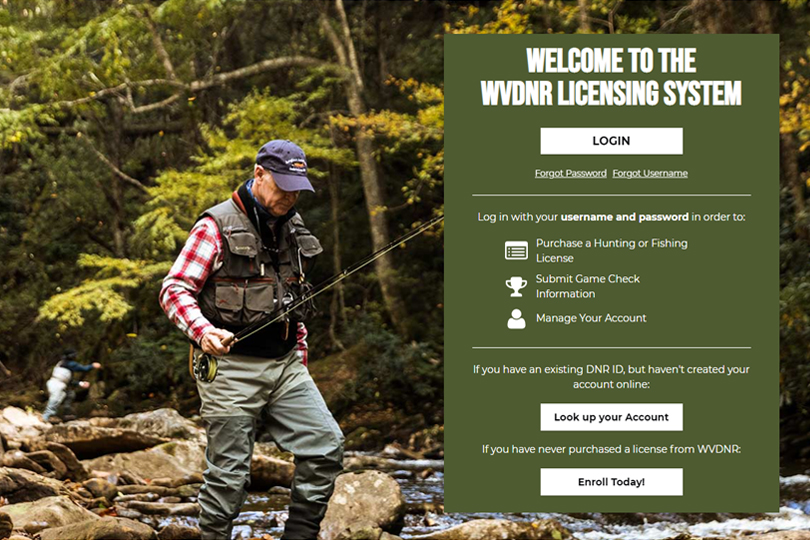 WELCOME TO THE
WVDNR LICENSING SYSTEM
LOGIN
Forgot Password Forgot Username
Log in with your username and password in order to:
Purchase a Hunting or Fishing
License
Submit Game Check
Information
Manage Your Account
If you have an existing DNR ID, but haven't created your
account online:
Look up your Account
If you have never purchased a license from WVDNR:
Enroll Today!